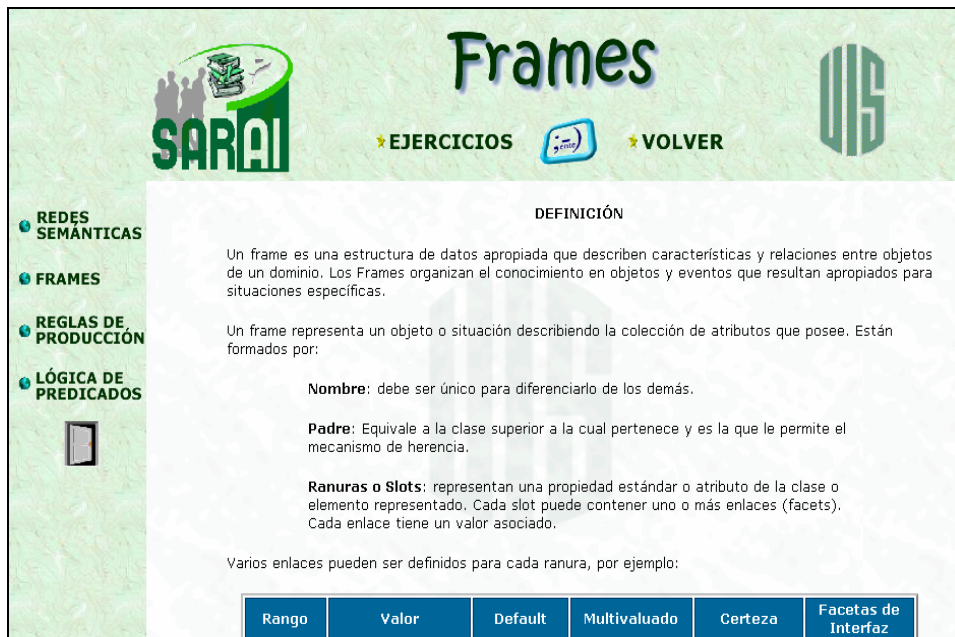 Frames
SARAI
UIS
EJERCICIOS
;-)
ente)
VOLVER
REDES
SEMÁNTICAS
FRAMES
REGLAS DE
PRODUCCIÓN
LÓGICA DE
PREDICADOS
DEFINICIÓN
Un frame es una estructura de datos apropiada que describen características y relaciones entre objetos
de un dominio. Los Frames organizan el conocimiento en objetos y eventos que resultan apropiados para
situaciones específicas.
Un frame representa un objeto o situación describiendo la colección de atributos que posee. Están
formados por:
Nombre: debe ser único para diferenciarlo de los demás.
Padre: Equivale a la clase superior a la cual pertenece y es la que le permite el
mecanismo de herencia.
Ranuras o Slots: representan una propiedad estándar o atributo de la clase o
elemento representado. Cada slot puede contener uno o más enlaces (facets).
Cada enlace tiene un valor asociado.
Varios enlaces pueden ser definidos para cada ranura, por ejemplo:
Rango Valor Default Multivaluado Certeza Facetas de
Interfaz